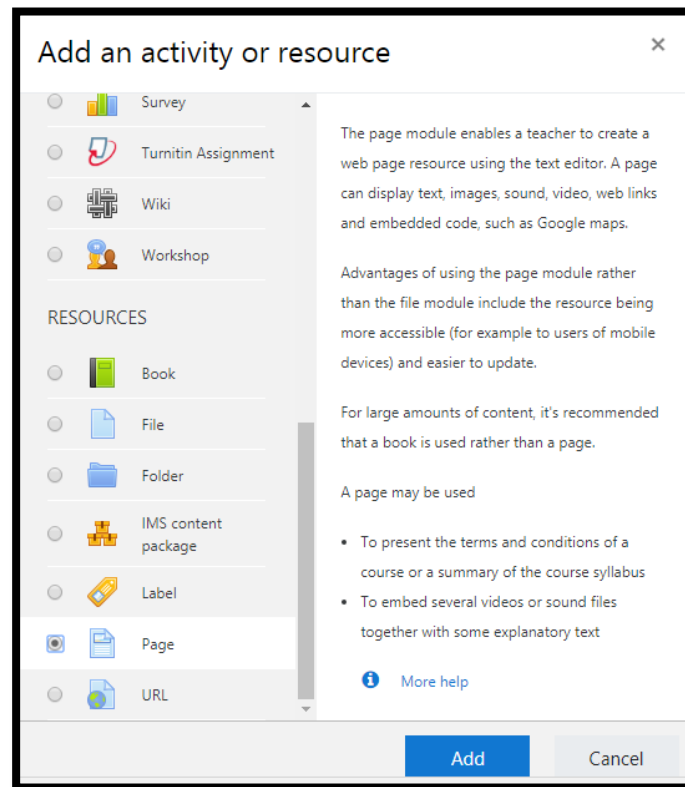 Add an activity or resource
×
Survey
Turnitin Assignment
Wiki
Workshop
RESOURCES
Book
File
Folder
IMS content
package
Label
Page
URL
The page module enables a teacher to create a
web page resource using the text editor. A page
can display text, images, sound, video, web links
and embedded code, such as Google maps.
Advantages of using the page module rather
than the file module include the resource being
more accessible (for example to users of mobile
devices) and easier to update.
For large amounts of content, it's recommended
that a book is used rather than a page.
A page may be used
• To present the terms and conditions of a
course or a summary of the course syllabus
• To embed several videos or sound files
together with some explanatory text
More help
Add
Cancel